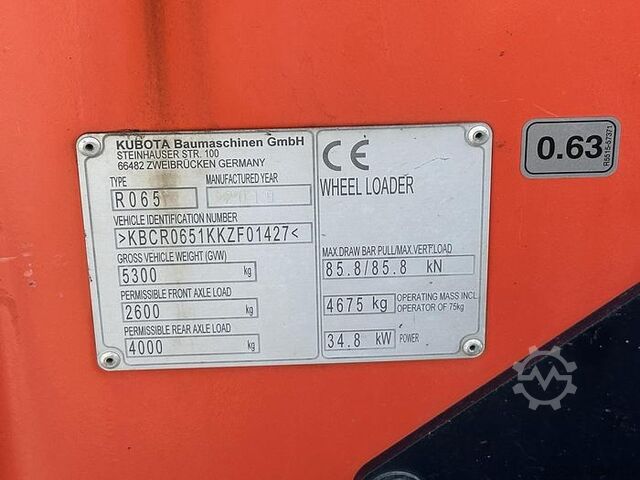 KUBOTA Baumaschinen GmbH
STEINHAUSER STR. 100
66482 ZWEIBRÜCKEN GERMANY
TYPE
MANUFACTURED YEAR
R065
VEHICLE IDENTIFICATION NUMBER
>KBCR0651KKZF01427<
GROSS VEHICLE WEIGHT (GVW)
5300 kg
PERMISSIBLE FRONT AXLE LOAD
2600 kg
PERMISSIBLE REAR AXLE LOAD
4000 kg
CE
WHEEL LOADER
MAX.DRAW BAR PULL/MAX.VERT.LOAD
85.8/85.8 kN
4675 kg OPERATING MASS INCL.
OPERATOR OF 75kg
34.8 kW POWER
0.63
R5515-57371